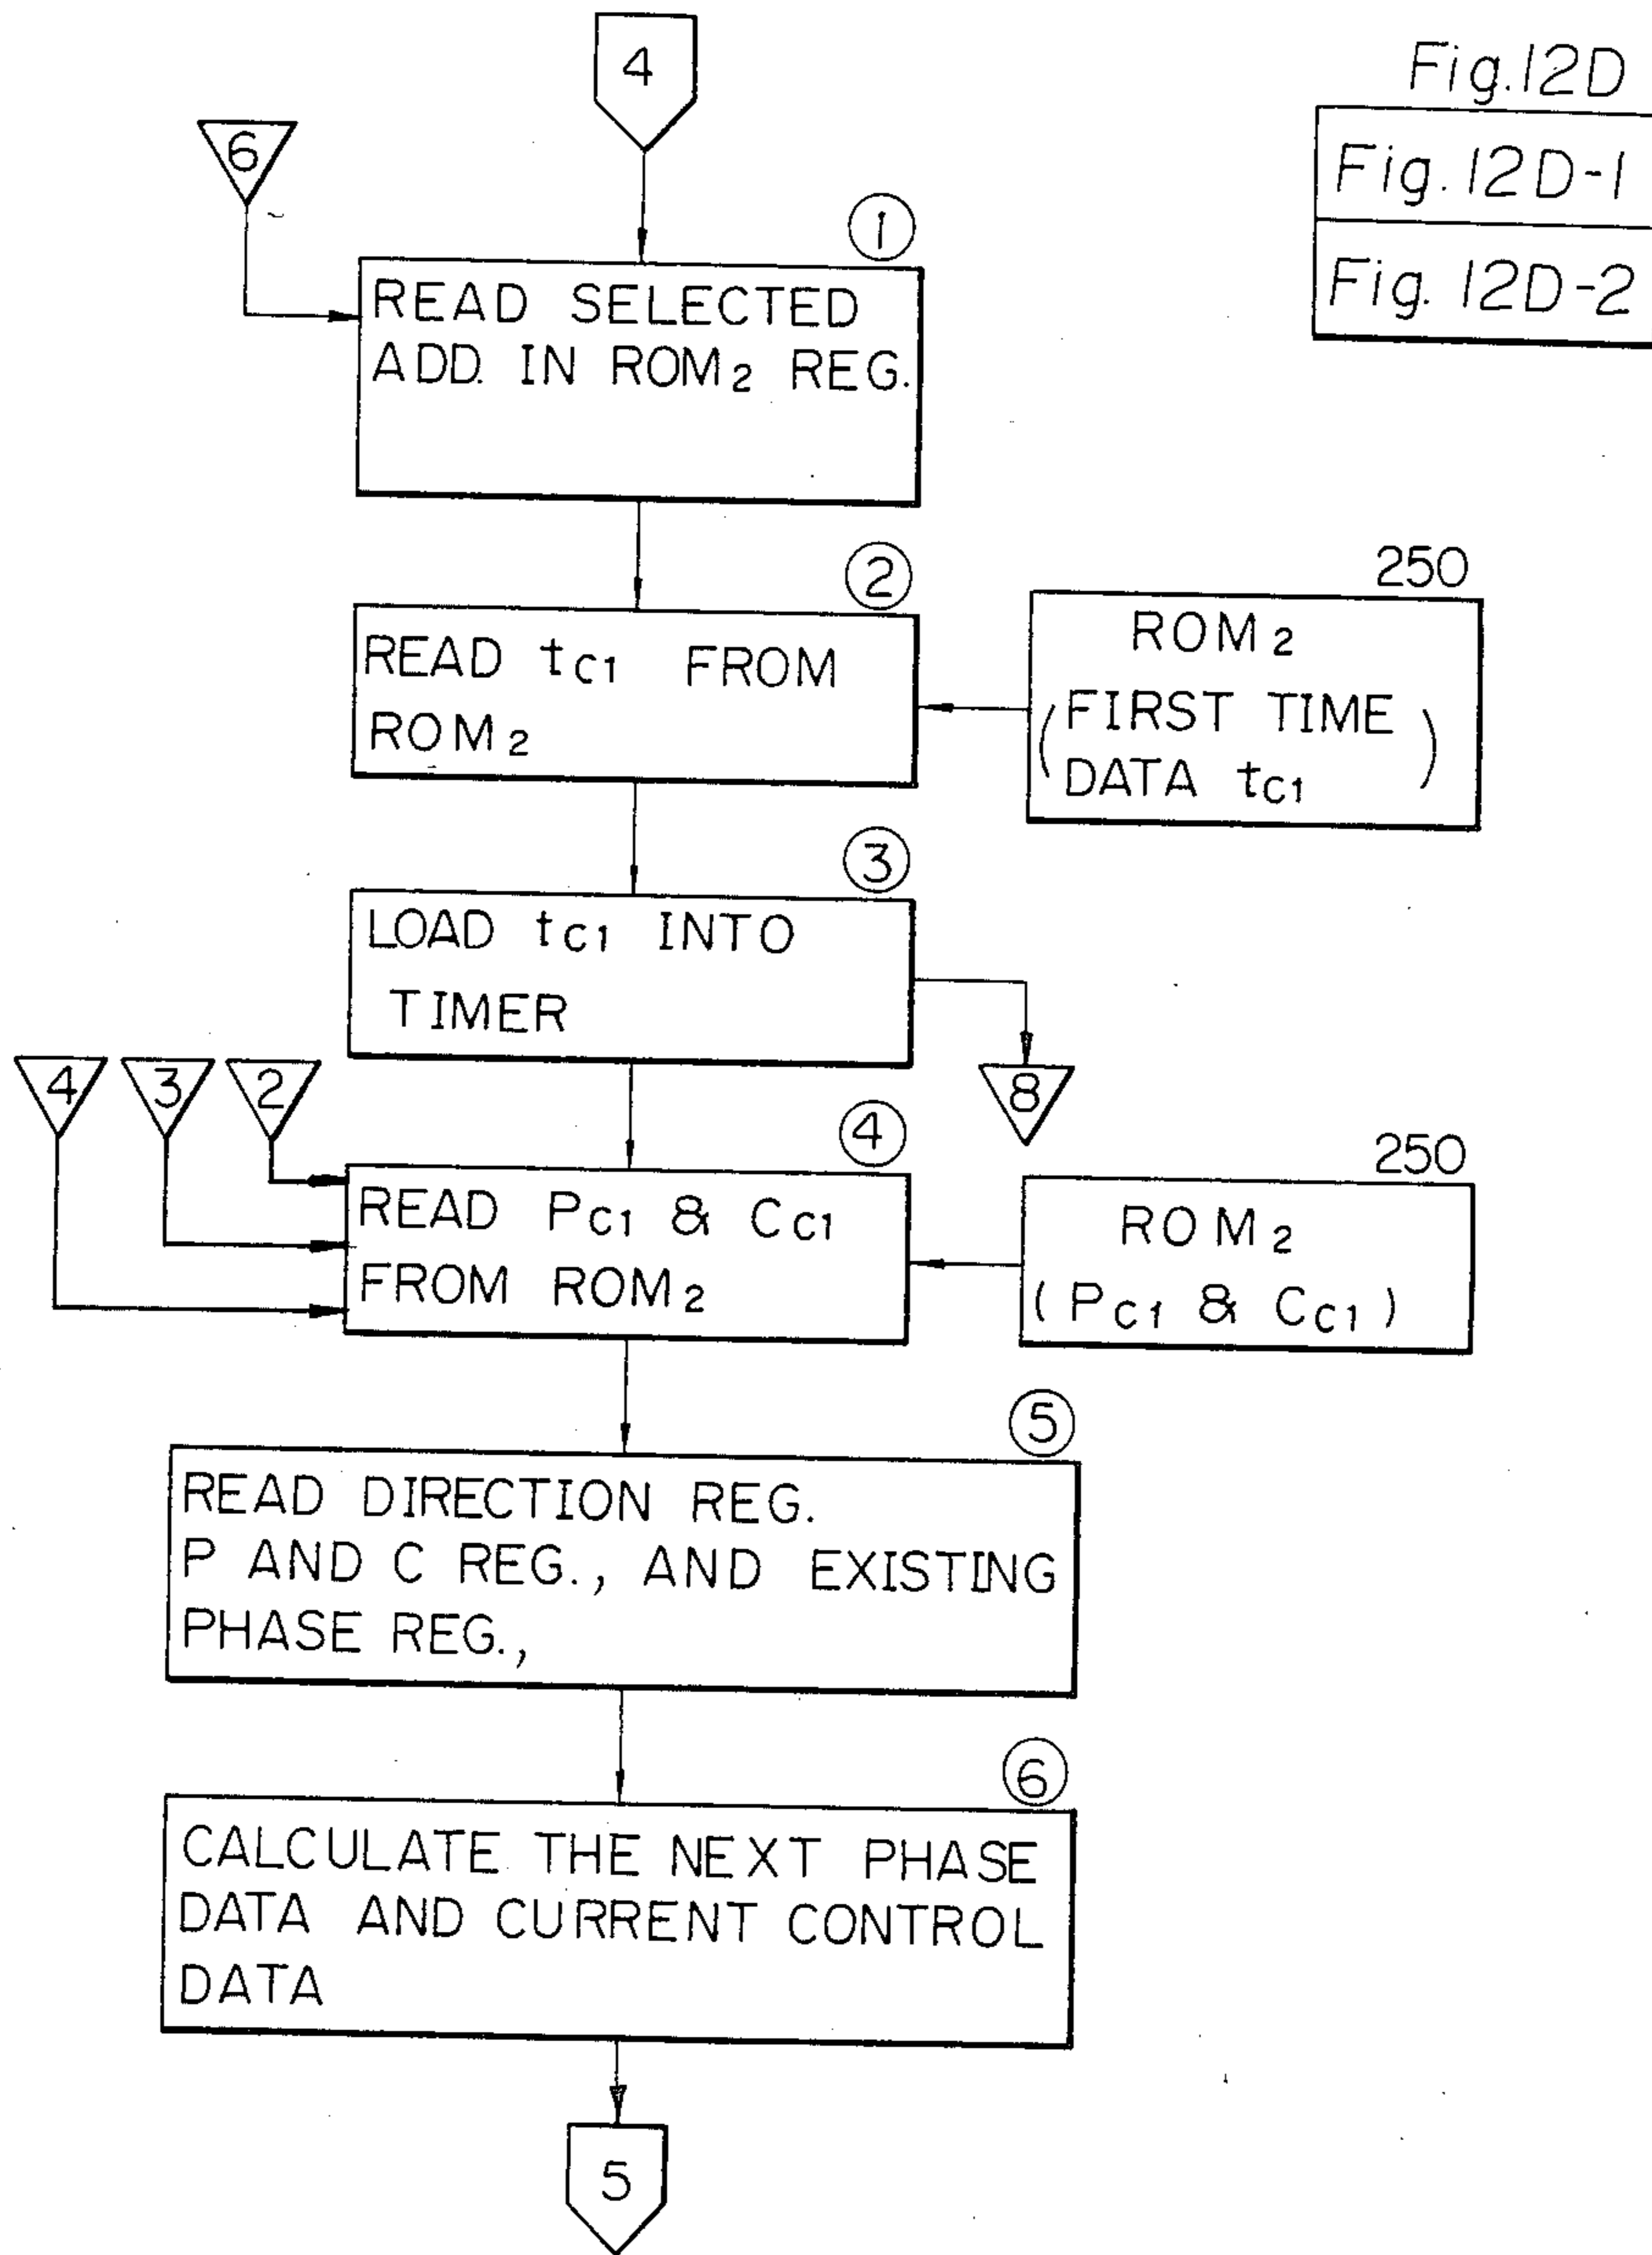 4
Fig.12D
Fig.12D-1
Fig.12D-2
6
1
READ SELECTED
ADD. IN ROM2 REG.
2
READ tC1 FROM
ROM2
250
ROM2
(FIRST TIME
DATA tC1)
3
LOAD tC1 INTO
TIMER
8
4
3
2
4
READ PC1 & CC1
FROM ROM2
250
ROM2
(PC1 & CC1)
5
READ DIRECTION REG.
P AND C REG., AND EXISTING
PHASE REG.,
6
CALCULATE THE NEXT PHASE
DATA AND CURRENT CONTROL
DATA
5